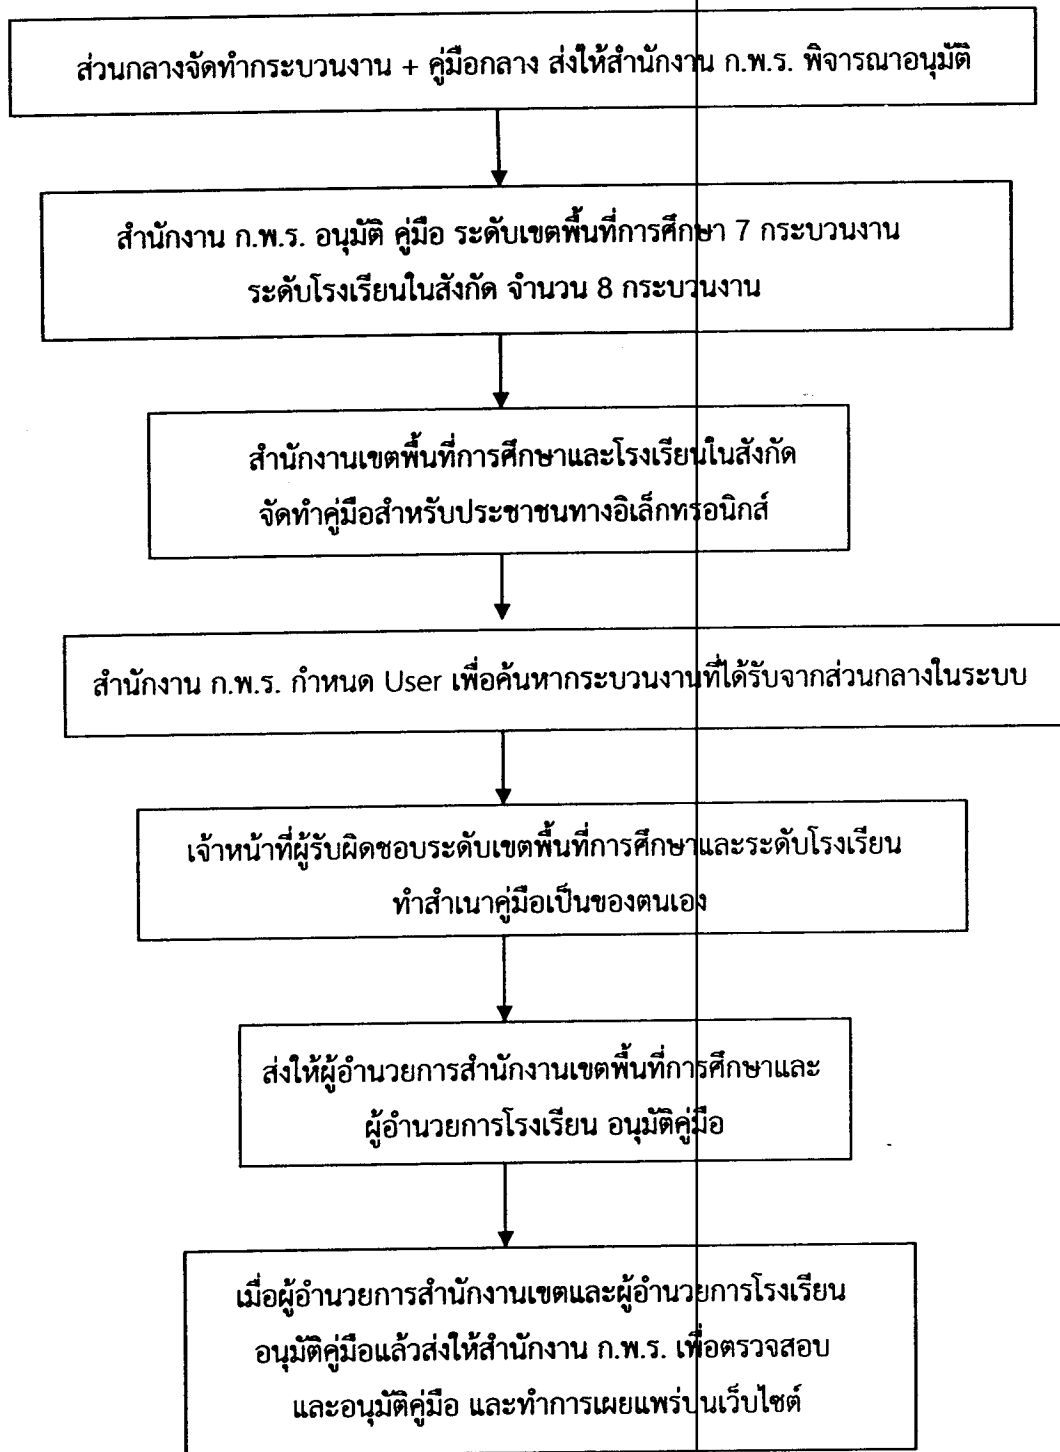 ส่วนกลางจัดทำกระบวนงาน + คู่มือกลาง ส่งให้สำนักงาน ก.พ.ร. พิจารณาอนุมัติ
สำนักงาน ก.พ.ร. อนุมัติ คู่มือ ระดับเขตพื้นที่การศึกษา 7 กระบวนงาน
ระดับโรงเรียนในสังกัด จำนวน 8 กระบวนงาน
สำนักงานเขตพื้นที่การศึกษาและโรงเรียนในสังกัด
จัดทำคู่มือสำหรับประชาชนทางอิเล็กทรอนิกส์
สำนักงาน ก.พ.ร. กำหนด User เพื่อค้นหากระบวนงานที่ได้รับจากส่วนกลางในระบบ
เจ้าหน้าที่ผู้รับผิดชอบระดับเขตพื้นที่การศึกษาและระดับโรงเรียน
ทำสำเนาคู่มือเป็นของตนเอง
ส่งให้ผู้อำนวยการสำนักงานเขตพื้นที่การศึกษาและ
ผู้อำนวยการโรงเรียน อนุมัติคู่มือ
เมื่อผู้อำนวยการสำนักงานเขตและผู้อำนวยการโรงเรียน
อนุมัติคู่มือแล้วส่งให้สำนักงาน ก.พ.ร. เพื่อตรวจสอบ
และอนุมัติคู่มือ และทำการเผยแพร่บนเว็บไซต์